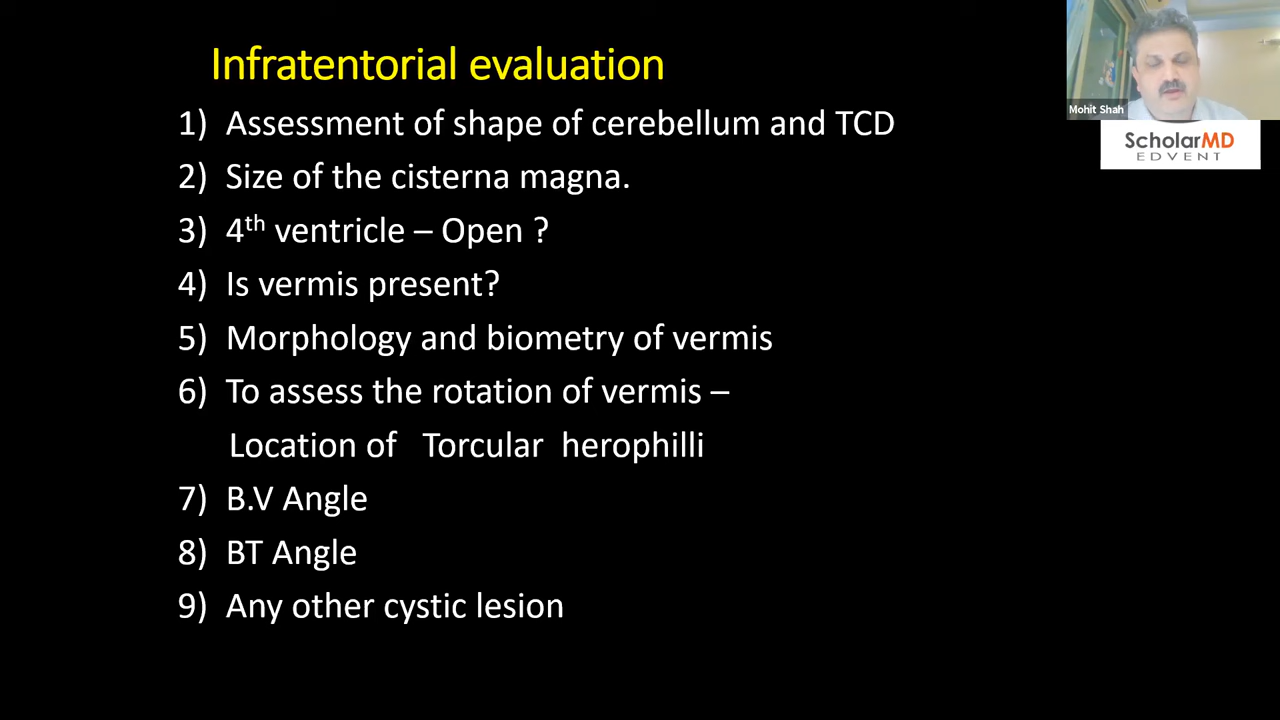 Infratentorial evaluation
1) Assessment of shape of cerebellum and TCD
2) Size of the cisterna magna.
3) 4th ventricle – Open ?
4) Is vermis present?
5) Morphology and biometry of vermis
6) To assess the rotation of vermis –
Location of Torcular herophilli
7) B.V Angle
8) BT Angle
9) Any other cystic lesion
Mohit Shah
ScholarMD
EDVENT